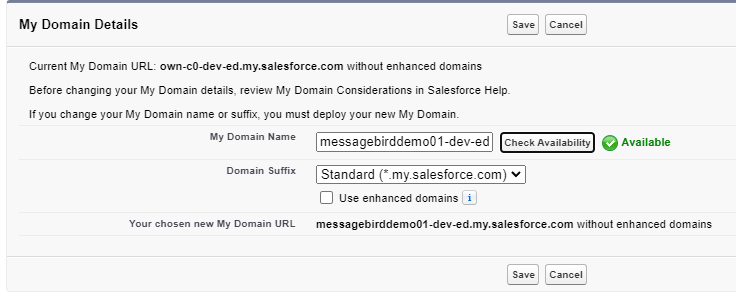 My Domain Details
Save Cancel
Current My Domain URL: own-c0-dev-ed.my.salesforce.com without enhanced domains
Before changing your My Domain details, review My Domain Considerations in Salesforce Help.
If you change your My Domain name or suffix, you must deploy your new My Domain.
My Domain Name messagebirddemo01-dev-ed Check Availability Available
Domain Suffix Standard (*.my.salesforce.com)
Use enhanced domains i
Your chosen new My Domain URL messagebirddemo01-dev-ed.my.salesforce.com without enhanced domains
Save Cancel